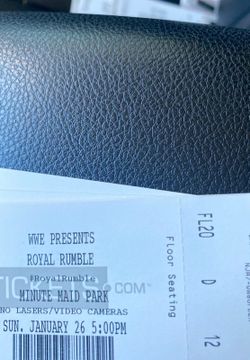 WWE PRESENTS
ROYAL RUMBLE
#RoyalRumble
TICKETS.COM™
MINUTE MAID PARK
NO LASERS/VIDEO CAMERAS
SUN. JANUARY 26 5:00PM
Floor Seating
FL20 D 12